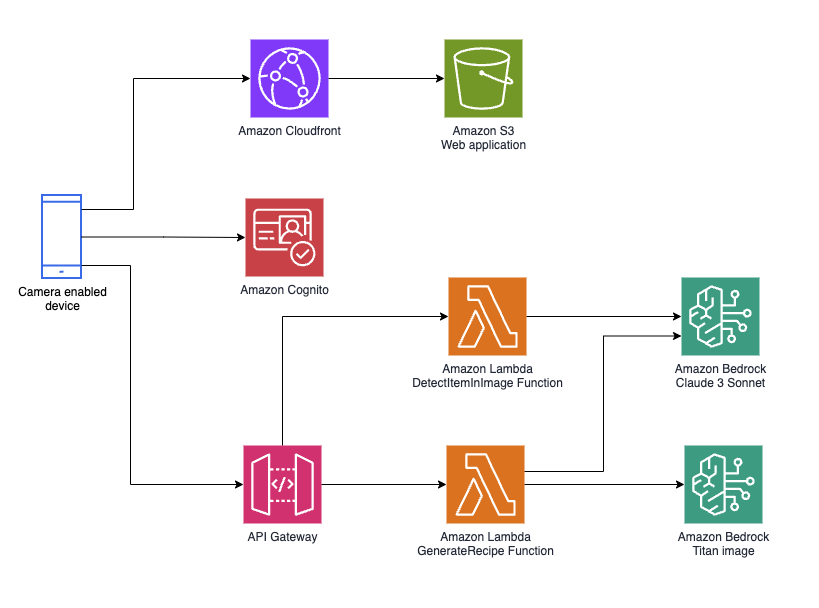 Amazon Cloudfront
Amazon S3
Web application
Camera enabled
device
Amazon Cognito
Amazon Lambda
DetectItemInImage Function
Amazon Bedrock
Claude 3 Sonnet
</>
API Gateway
Amazon Lambda
GenerateRecipe Function
Amazon Bedrock
Titan image